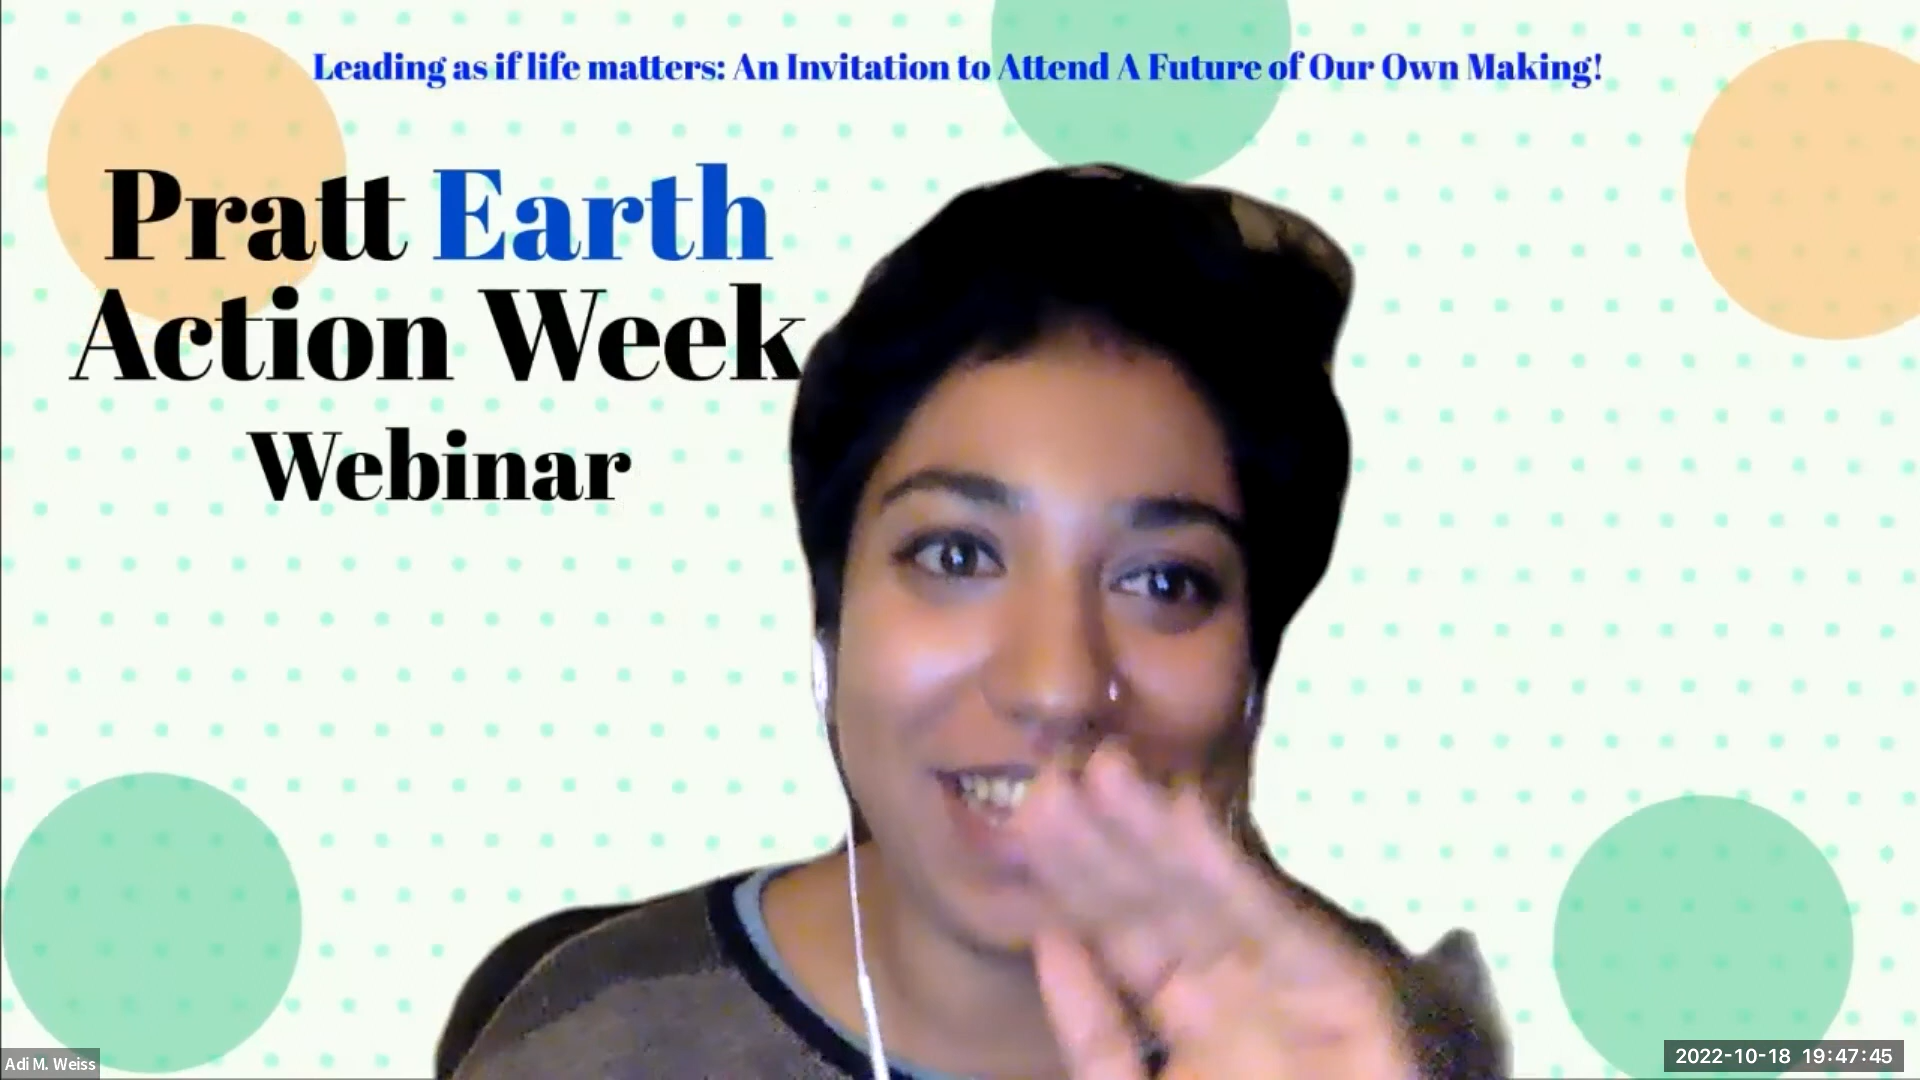 Leading as if life matters: An Invitation to Attend A Future of Our Own Making!
Pratt Earth
Action Week
Webinar
Adi M. Weiss
2022-10-18 19:47:45